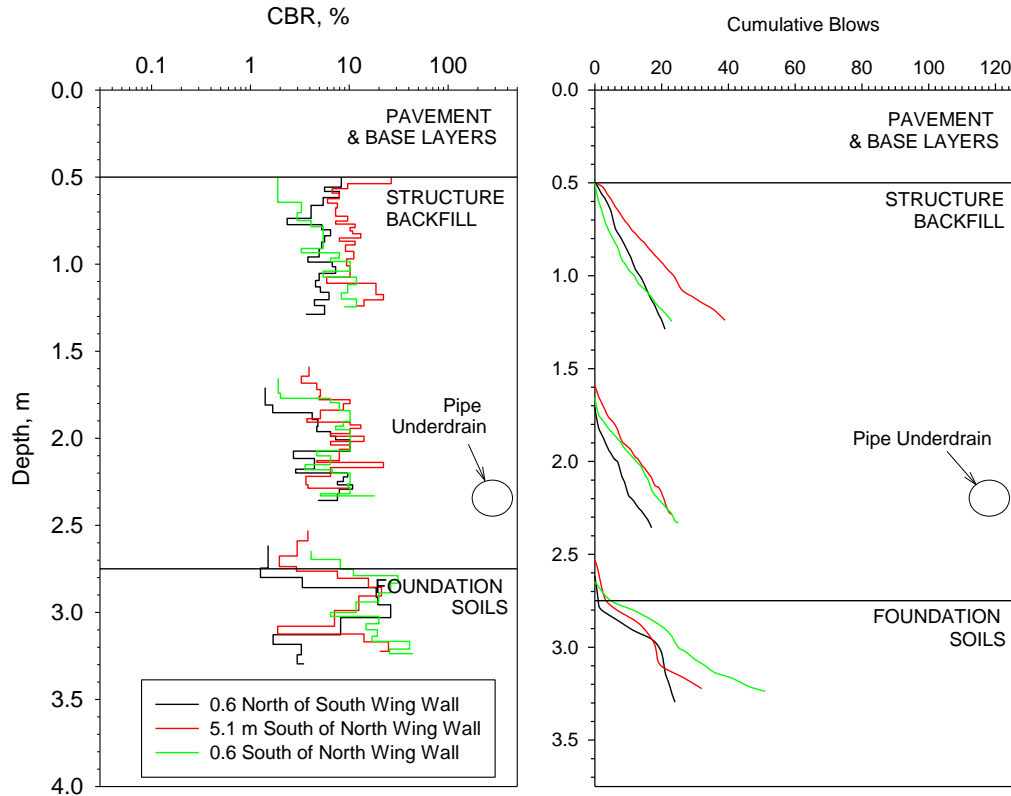 CBR, %
0.1 1 10 100
0.0
0.5
1.0
1.5
2.0
2.5
3.0
3.5
4.0
Depth, m
PAVEMENT
& BASE LAYERS
STRUCTURE
BACKFILL
Pipe
Underdrain
FOUNDATION
SOILS
0.6 North of South Wing Wall
5.1 m South of North Wing Wall
0.6 South of North Wing Wall
Cumulative Blows
0 20 40 60 80 100 120
0.0
0.5
1.0
1.5
2.0
2.5
3.0
3.5
PAVEMENT
& BASE LAYERS
STRUCTURE
BACKFILL
Pipe Underdrain
FOUNDATION
SOILS